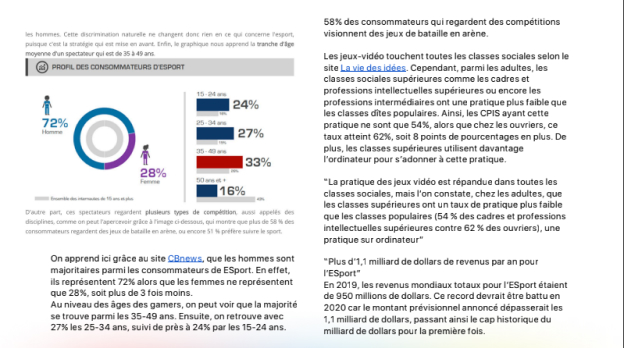 les hommes. Cette discrimination naturelle ne changent donc rien en ce qui concerne l'esport,
puisque c'est la stratégie qui est mise en avant. Enfin, le graphique nous apprend la tranche d'âge
moyenne d'un spectateur qui est de 35 à 49 ans.
PROFIL DES CONSOMMATEURS D'ESPORT
72%
Homme
28%
Femme
15 - 24 ans
24%
25 - 34 ans
27%
35 - 49 ans
33%
50 ans et +
16%
Ensemble des internautes de 15 ans et plus
D'autre part, ces spectateurs regardent plusieurs types de compétition, aussi appelés des
disciplines, comme on peut l'apercevoir grâce à l'image ci-dessous, qui montre que plus de 58 % des
consommateurs regardent des jeux de bataille en arène, ou encore 51 % préfère suivre le sport.
On apprend ici grâce au site CBnews, que les hommes sont
majoritaires parmi les consommateurs de ESport. En effet,
ils représentent 72% alors que les femmes ne représentent
que 28%, soit plus de 3 fois moins.
Au niveau des âges des gamers, on peut voir que la majorité
se trouve parmi les 35-49 ans. Ensuite, on retrouve avec
27% les 25-34 ans, suivi de près à 24% par les 15-24 ans.
58% des consommateurs qui regardent des compétitions
visionnent des jeux de bataille en arène.
Les jeux-vidéo touchent toutes les classes sociales selon le
site La vie des idées. Cependant, parmi les adultes, les
classes sociales supérieures comme les cadres et
professions intellectuelles supérieures ou encore les
professions intermédiaires ont une pratique plus faible que
les classes dîtes populaires. Ainsi, les CPIS ayant cette
pratique ne sont que 54%, alors que chez les ouvriers, ce
taux atteint 62%, soit 8 points de pourcentages en plus. De
plus, les classes supérieures utilisent davantage
l'ordinateur pour s'adonner à cette pratique.
"La pratique des jeux vidéo est répandue dans toutes les
classes sociales, mais l'on constate, chez les adultes, que
les classes supérieures ont un taux de pratique plus faible
que les classes populaires (54 % des cadres et professions
intellectuelles supérieures contre 62 % des ouvriers), une
pratique sur ordinateur"
"Plus d'1,1 milliard de dollars de revenus par an pour
l'ESport"
En 2019, les revenus mondiaux totaux pour l'ESport étaient
de 950 millions de dollars. Ce record devrait être battu en
2020 car le montant prévisionnel annoncé dépasserait les
1,1 milliard de dollars, passant ainsi le cap historique du
milliard de dollars pour la première fois.